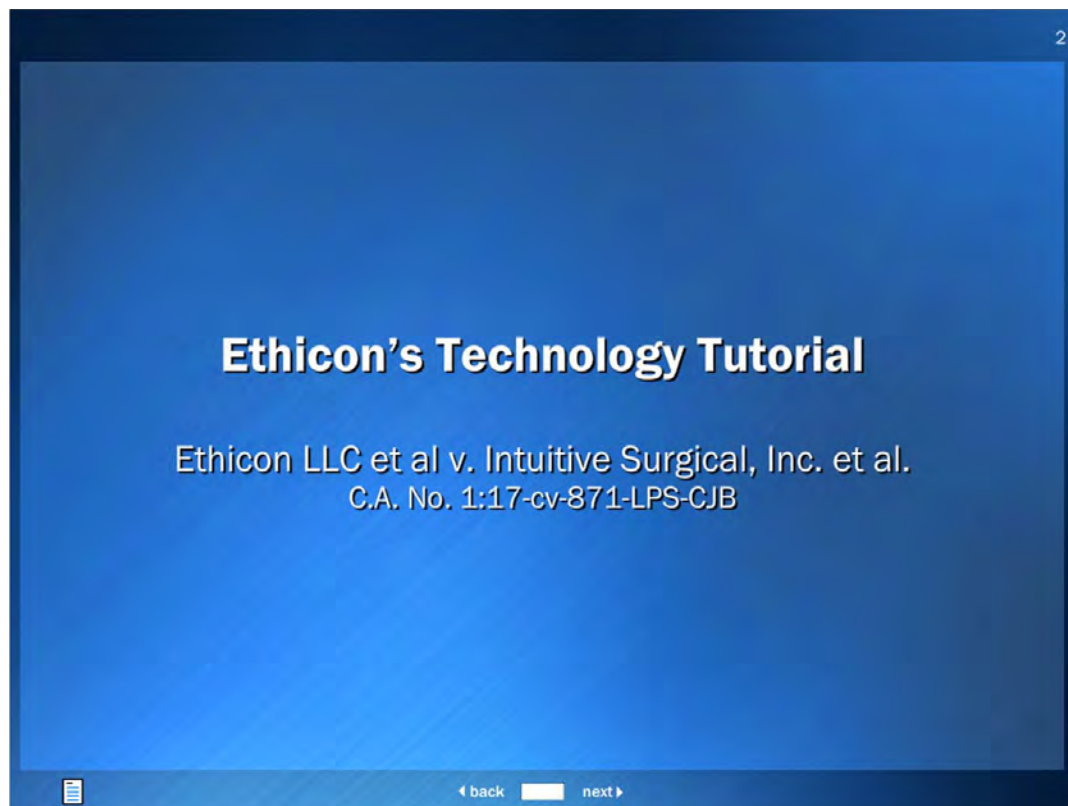 2
Ethicon’s Technology Tutorial
Ethicon LLC et al v. Intuitive Surgical, Inc. et al.
C.A. No. 1:17-cv-871-LPS-CJB
back next